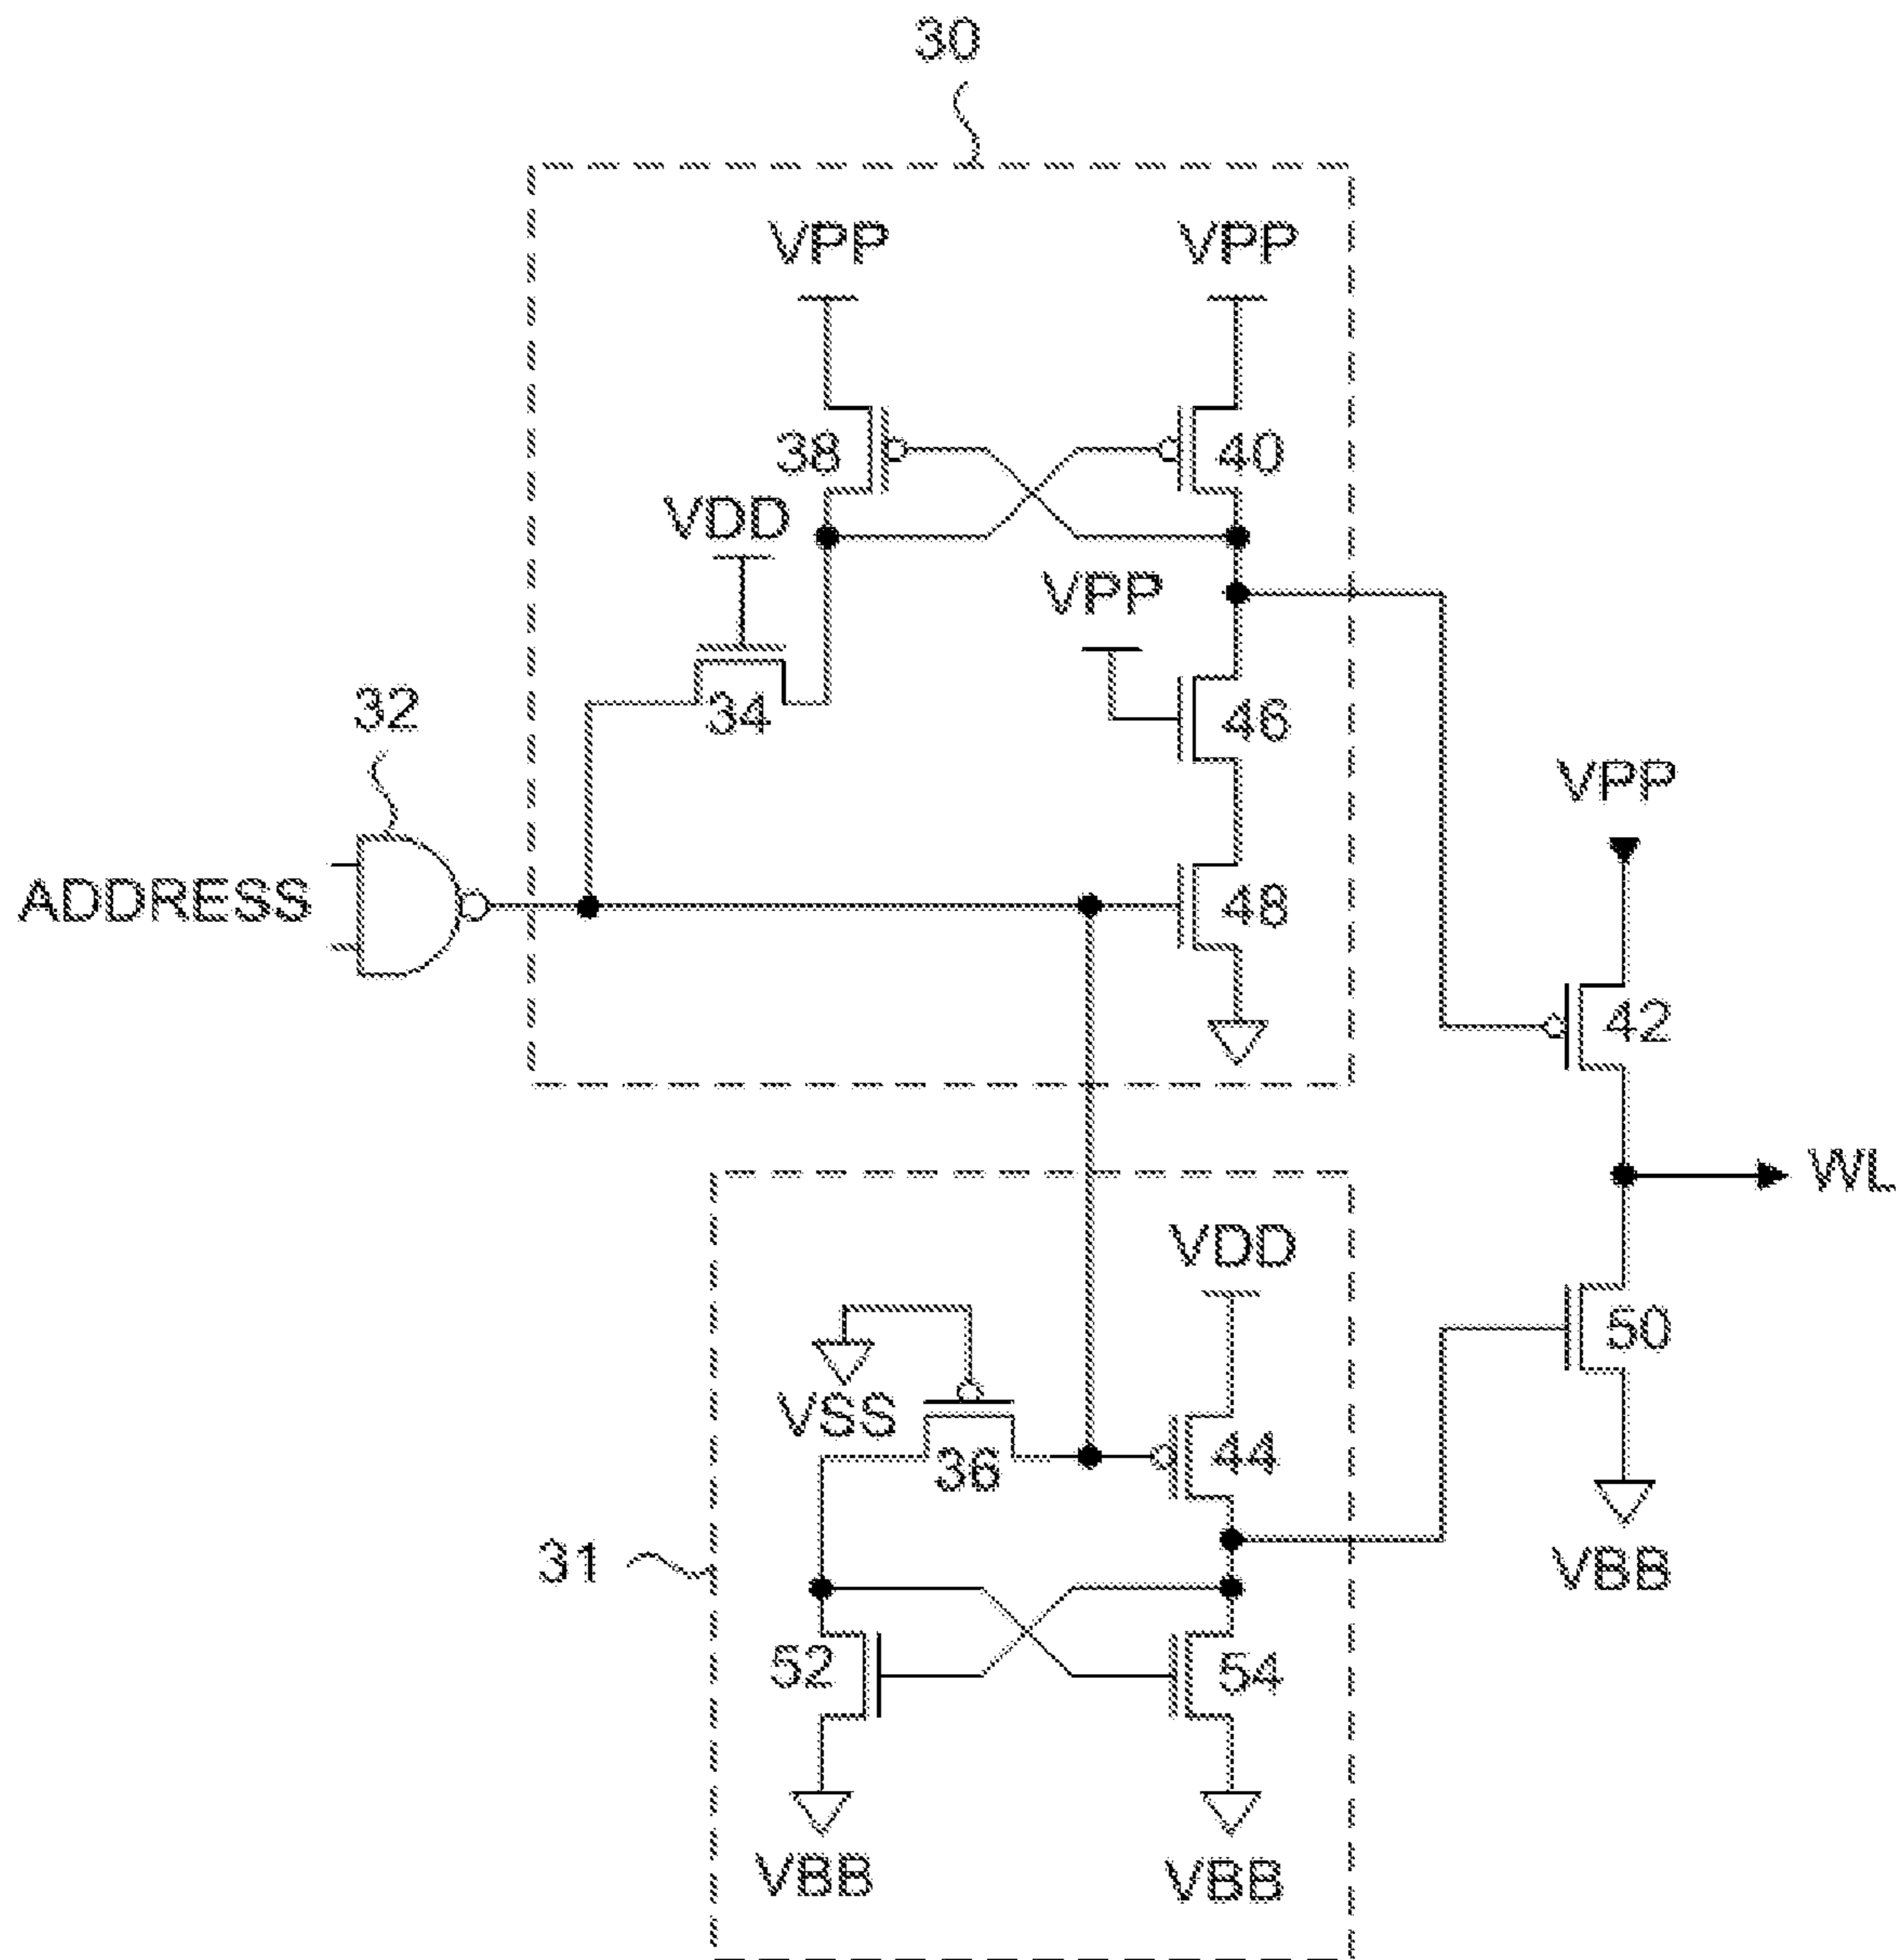 30
VPP VPP
38 40
VDD
VPP
34 46
32
VPP
ADDRESS 48
42
WL
VDD
50
VSS 36 44
31 VBB
52 54
VBB VBB